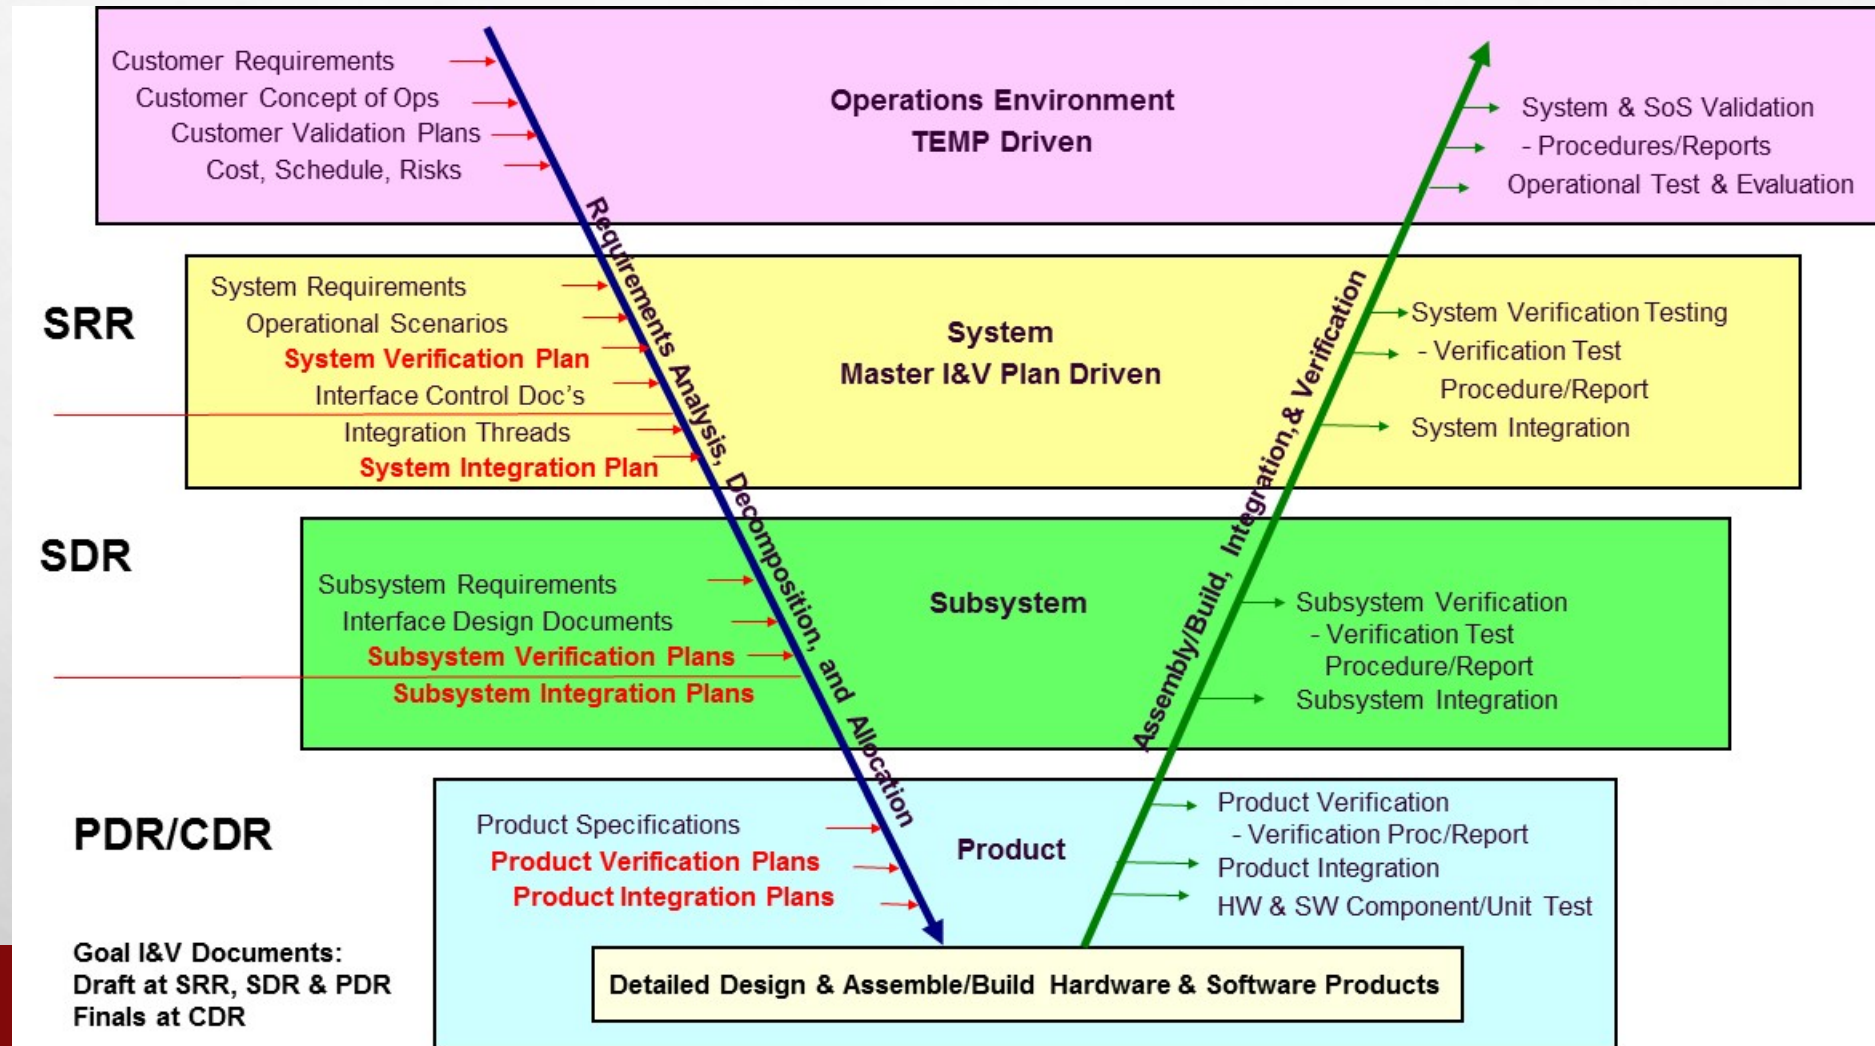 Customer Requirements
Customer Concept of Ops
Customer Validation Plans
Cost, Schedule, Risks
Operations Environment
TEMP Driven
System & SoS Validation
- Procedures/Reports
Operational Test & Evaluation
Requirements Analysis, Decomposition, and Allocation
Assembly/Build, Integration,& Verification
SRR
System Requirements
Operational Scenarios
System Verification Plan
Interface Control Doc's
Integration Threads
System Integration Plan
System
Master I&V Plan Driven
System Verification Testing
- Verification Test
Procedure/Report
System Integration
SDR
Subsystem Requirements
Interface Design Documents
Subsystem Verification Plans
Subsystem Integration Plans
Subsystem
Subsystem Verification
- Verification Test
Procedure/Report
Subsystem Integration
PDR/CDR
Product Specifications
Product Verification Plans
Product Integration Plans
Product
Product Verification
- Verification Proc/Report
Product Integration
HW & SW Component/Unit Test
Goal I&V Documents:
Draft at SRR, SDR & PDR
Finals at CDR
Detailed Design & Assemble/Build Hardware & Software Products